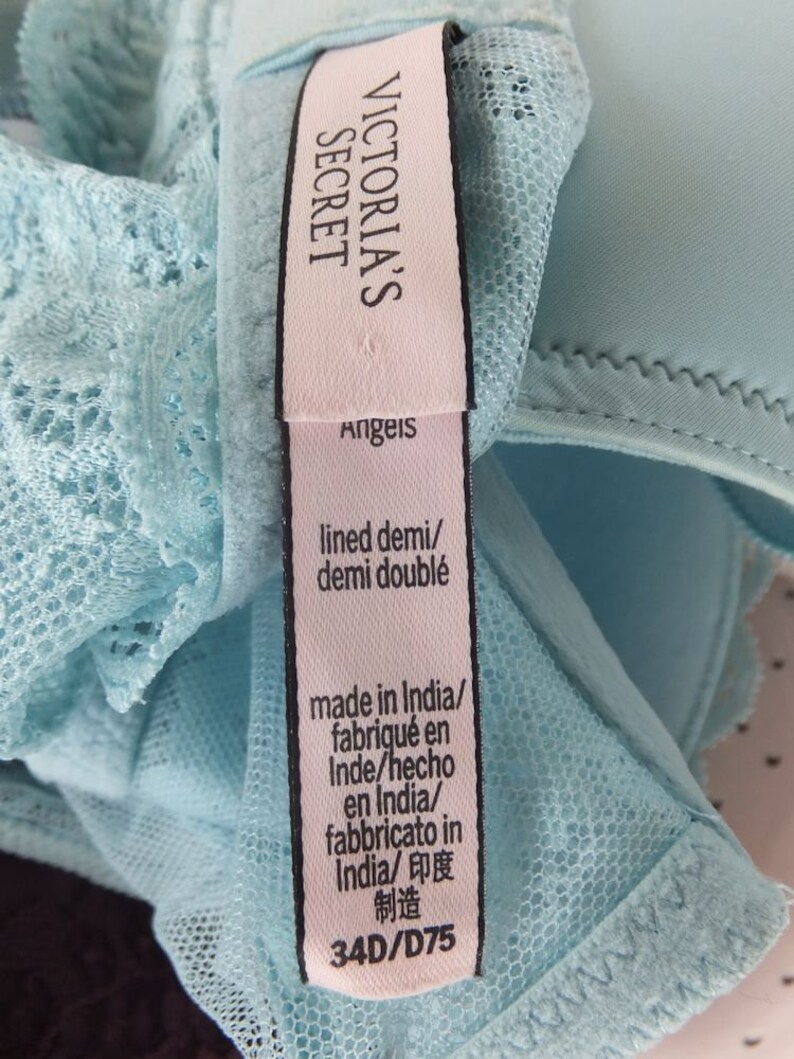 VICTORIA'S
SECRET
Angels
lined demi/
demi doublé
made in India/
fabriqué en
Inde/hecho
en India/
fabbricato in
India/ 印度
制造
34D/D75